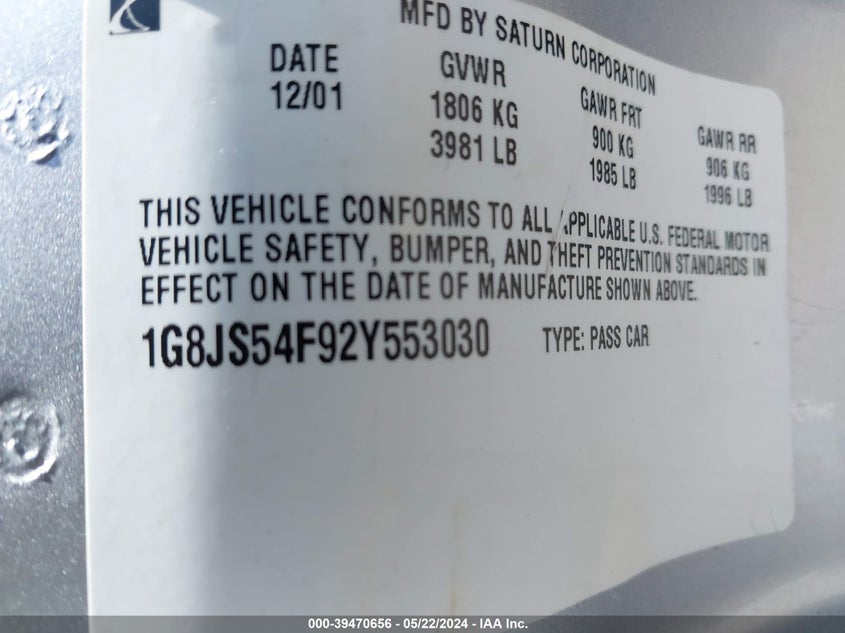 MFD BY SATURN CORPORATION
DATE
12/01
GVWR
1806 KG
3981 LB
GAWR FRT
900 KG
1985 LB
GAWR RR
906 KG
1996 LB
THIS VEHICLE CONFORMS TO ALL APPLICABLE U.S. FEDERAL MOTOR
VEHICLE SAFETY, BUMPER, AND THEFT PREVENTION STANDARDS IN
EFFECT ON THE DATE OF MANUFACTURE SHOWN ABOVE.
1G8JS54F92Y553030 TYPE: PASS CAR
000-39470656 - 05/22/2024 - IAA Inc.